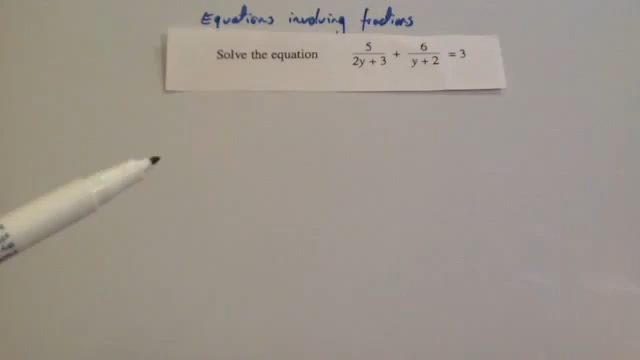 Equations involving fractions
Solve the equation 5/(2y + 3) + 6/(y + 2) = 3